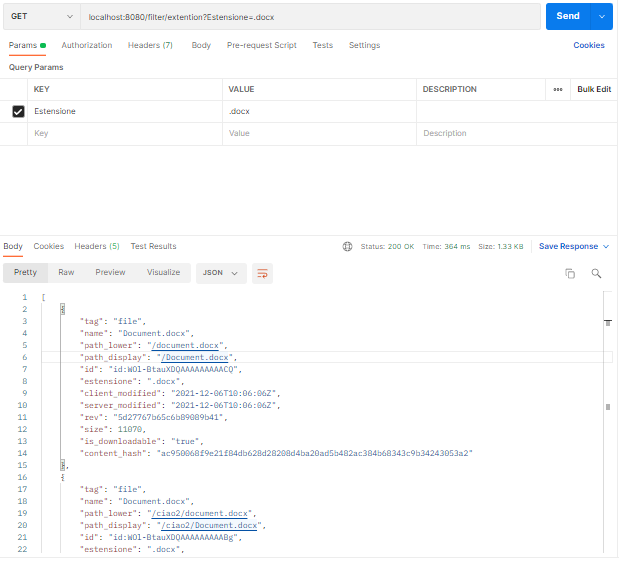 GET localhost:8080/filter/extention?Estensione=.docx Send
Params Authorization Headers (7) Body Pre-request Script Tests Settings Cookies
Query Params
KEY VALUE DESCRIPTION ooo Bulk Edit
Estensione .docx
Key Value Description
Body Cookies Headers (5) Test Results Status: 200 OK Time: 364 ms Size: 1.33 KB Save Response
Pretty Raw Preview Visualize JSON
1 [
2 {
3 "tag": "file",
4 "name": "Document.docx",
5 "path_lower": "/document.docx",
6 "path_display": "/Document.docx",
7 "id": "id:WOl-BtauXDQAAAAAAAAACQ",
8 "estensione": ".docx",
9 "client_modified": "2021-12-06T10:06:06Z",
10 "server_modified": "2021-12-06T10:06:06Z",
11 "rev": "5d27767b65c6b89089b41",
12 "size": 11070,
13 "is_downloadable": "true",
14 "content_hash": "ac950068f9e21f84db628d28208d4ba20ad5b482ac384b68343c9b34243053a2"
15 },
16 {
17 "tag": "file",
18 "name": "Document.docx",
19 "path_lower": "/ciao2/document.docx",
20 "path_display": "/ciao2/Document.docx",
21 "id": "id:WOl-BtauXDQAAAAAAAAABg",
22 "estensione": ".docx",